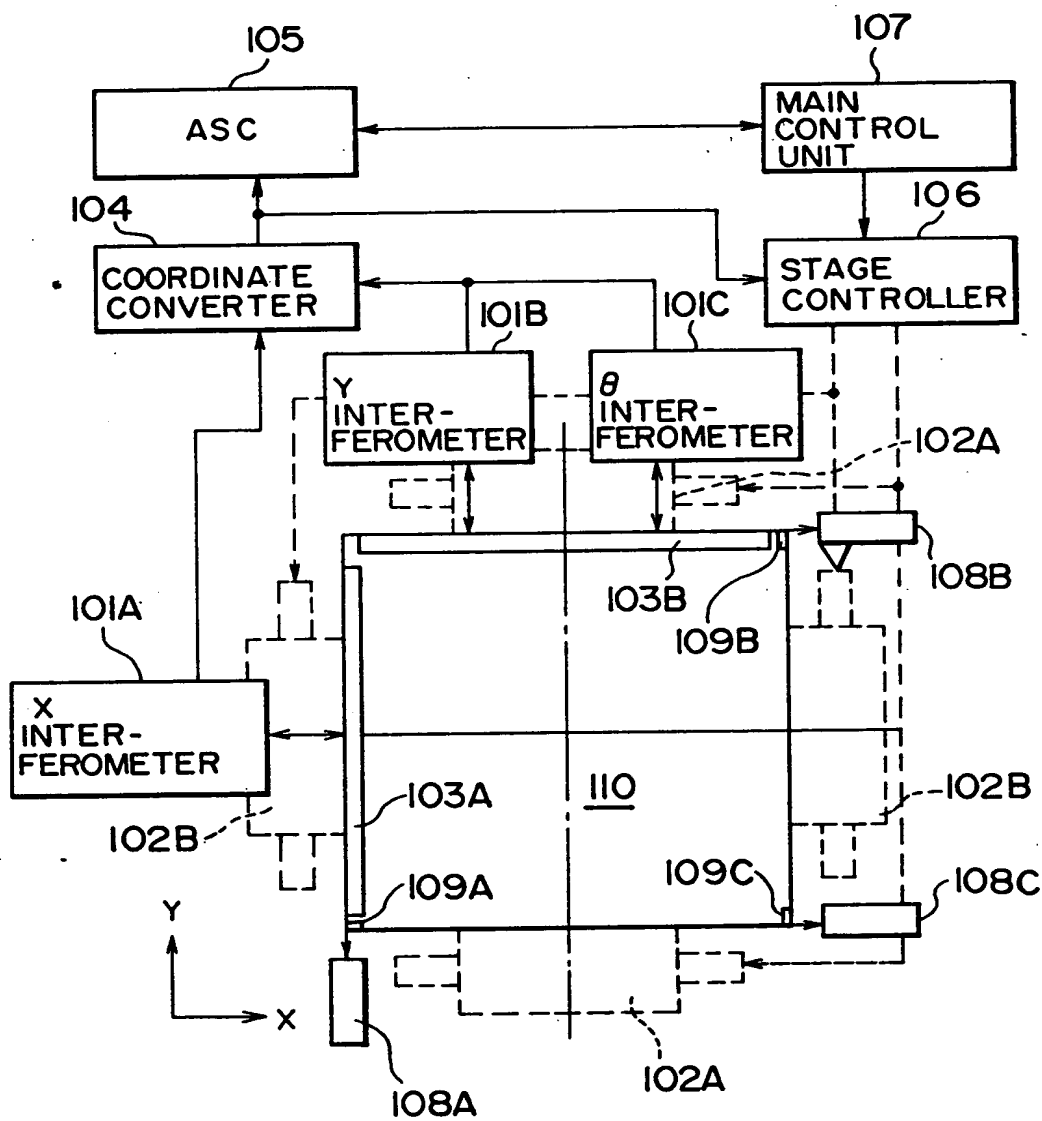 105
107
ASC
MAIN
CONTROL
UNIT
104
106
COORDINATE
CONVERTER
STAGE
CONTROLLER
101B
101C
Y
INTER-
FEROMETER
θ
INTER-
FEROMETER
102A
108B
103B
109B
101A
X
INTER-
FEROMETER
110
103A
102B
102B
109A
109C
108C
Y
X
102A
108A